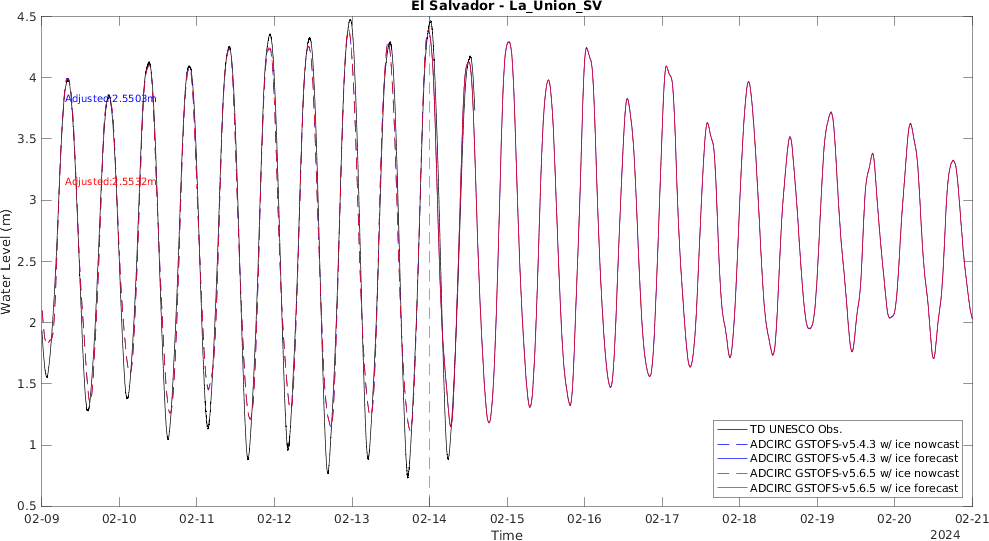 El Salvador - La_Union_SV
4.5
4
3.5
3
2.5
2
1.5
1
0.5
Water Level (m)
Adjusted:2.5503m
Adjusted:2.5532m
TD UNESCO Obs.
ADCIRC GSTOFS-v5.4.3 w/ ice nowcast
ADCIRC GSTOFS-v5.4.3 w/ ice forecast
ADCIRC GSTOFS-v5.6.5 w/ ice nowcast
ADCIRC GSTOFS-v5.6.5 w/ ice forecast
02-09 02-10 02-11 02-12 02-13 02-14 02-15 02-16 02-17 02-18 02-19 02-20 02-21
Time
2024